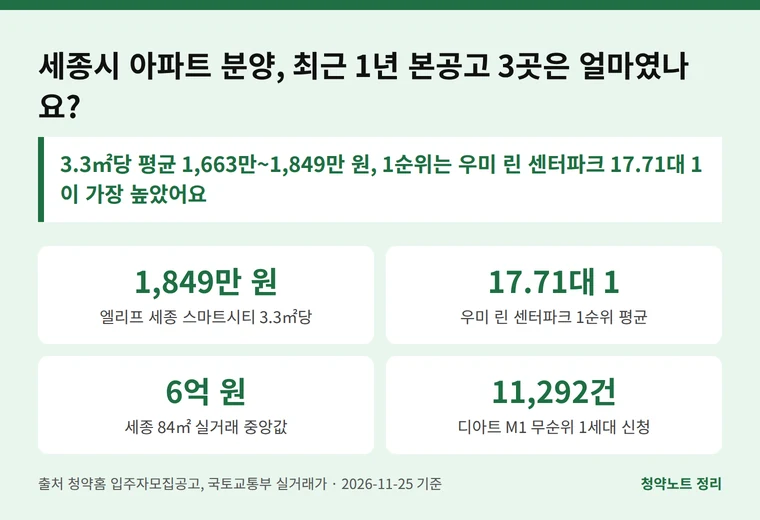 세종시 아파트 분양, 최근 1년 본공고 3곳은 얼마였나
요?
3.3㎡당 평균 1,663만~1,849만 원, 1순위는 우미 린 센터파크 17.71대 1
이 가장 높았어요
1,849만 원
엘리프 세종 스마트시티 3.3㎡당
17.71대 1
우미 린 센터파크 1순위 평균
6억 원
세종 84㎡ 실거래 중앙값
11,292건
디아트 M1 무순위 1세대 신청
출처 청약홈 입주자모집공고, 국토교통부 실거래가 · 2026-11-25 기준
청약노트 정리